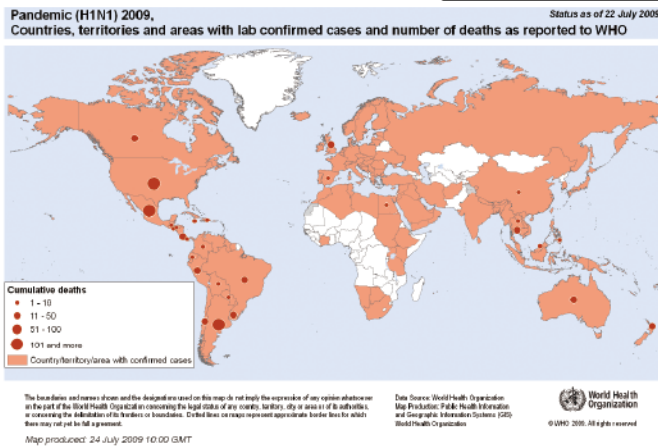 Pandemic (H1N1) 2009,
Status as of 22 July 2009
Countries, territories and areas with lab confirmed cases and number of deaths as reported to WHO
Cumulative deaths
1 - 10
11 - 50
51 - 100
101 and more
Country/territory/area with confirmed cases
The boundaries and names shown and the designations used on this map do not imply the expression of any opinion whatsoever
on the part of the World Health Organization concerning the legal status of any country, territory, city or area or of its authorities,
or concerning the delimitation of its frontiers or boundaries. Dotted lines on maps represent approximate border lines for which
there may not yet be full agreement.
Data Source: World Health Organization
Map Production: Public Health Information
and Geographic Information Systems (GIS)
World Health Organization
World Health
Organization
© WHO 2009. All rights reserved
Map produced: 24 July 2009 10:00 GMT